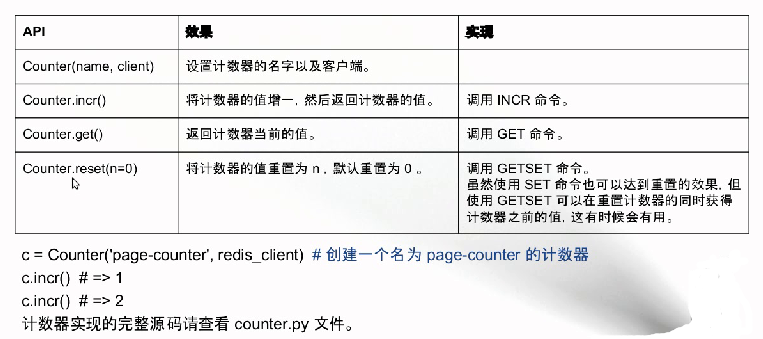 API 效果 实现
Counter(name, client) 设置计数器的名字以及客户端。
Counter.incr() 将计数器的值增一，然后返回计数器的值。 调用 INCR 命令。
Counter.get() 返回计数器当前的值。 调用 GET 命令。
Counter.reset(n=0) 将计数器的值重置为 n ，默认重置为 0 。 调用 GETSET 命令。
虽然使用 SET 命令也可以达到重置的效果，但
使用 GETSET 可以在重置计数器的同时获得
计数器之前的值，这有时候会有用。
c = Counter('page-counter', redis_client) # 创建一个名为 page-counter 的计数器
c.incr() # => 1
c.incr() # => 2
计数器实现的完整源码请查看 counter.py 文件。